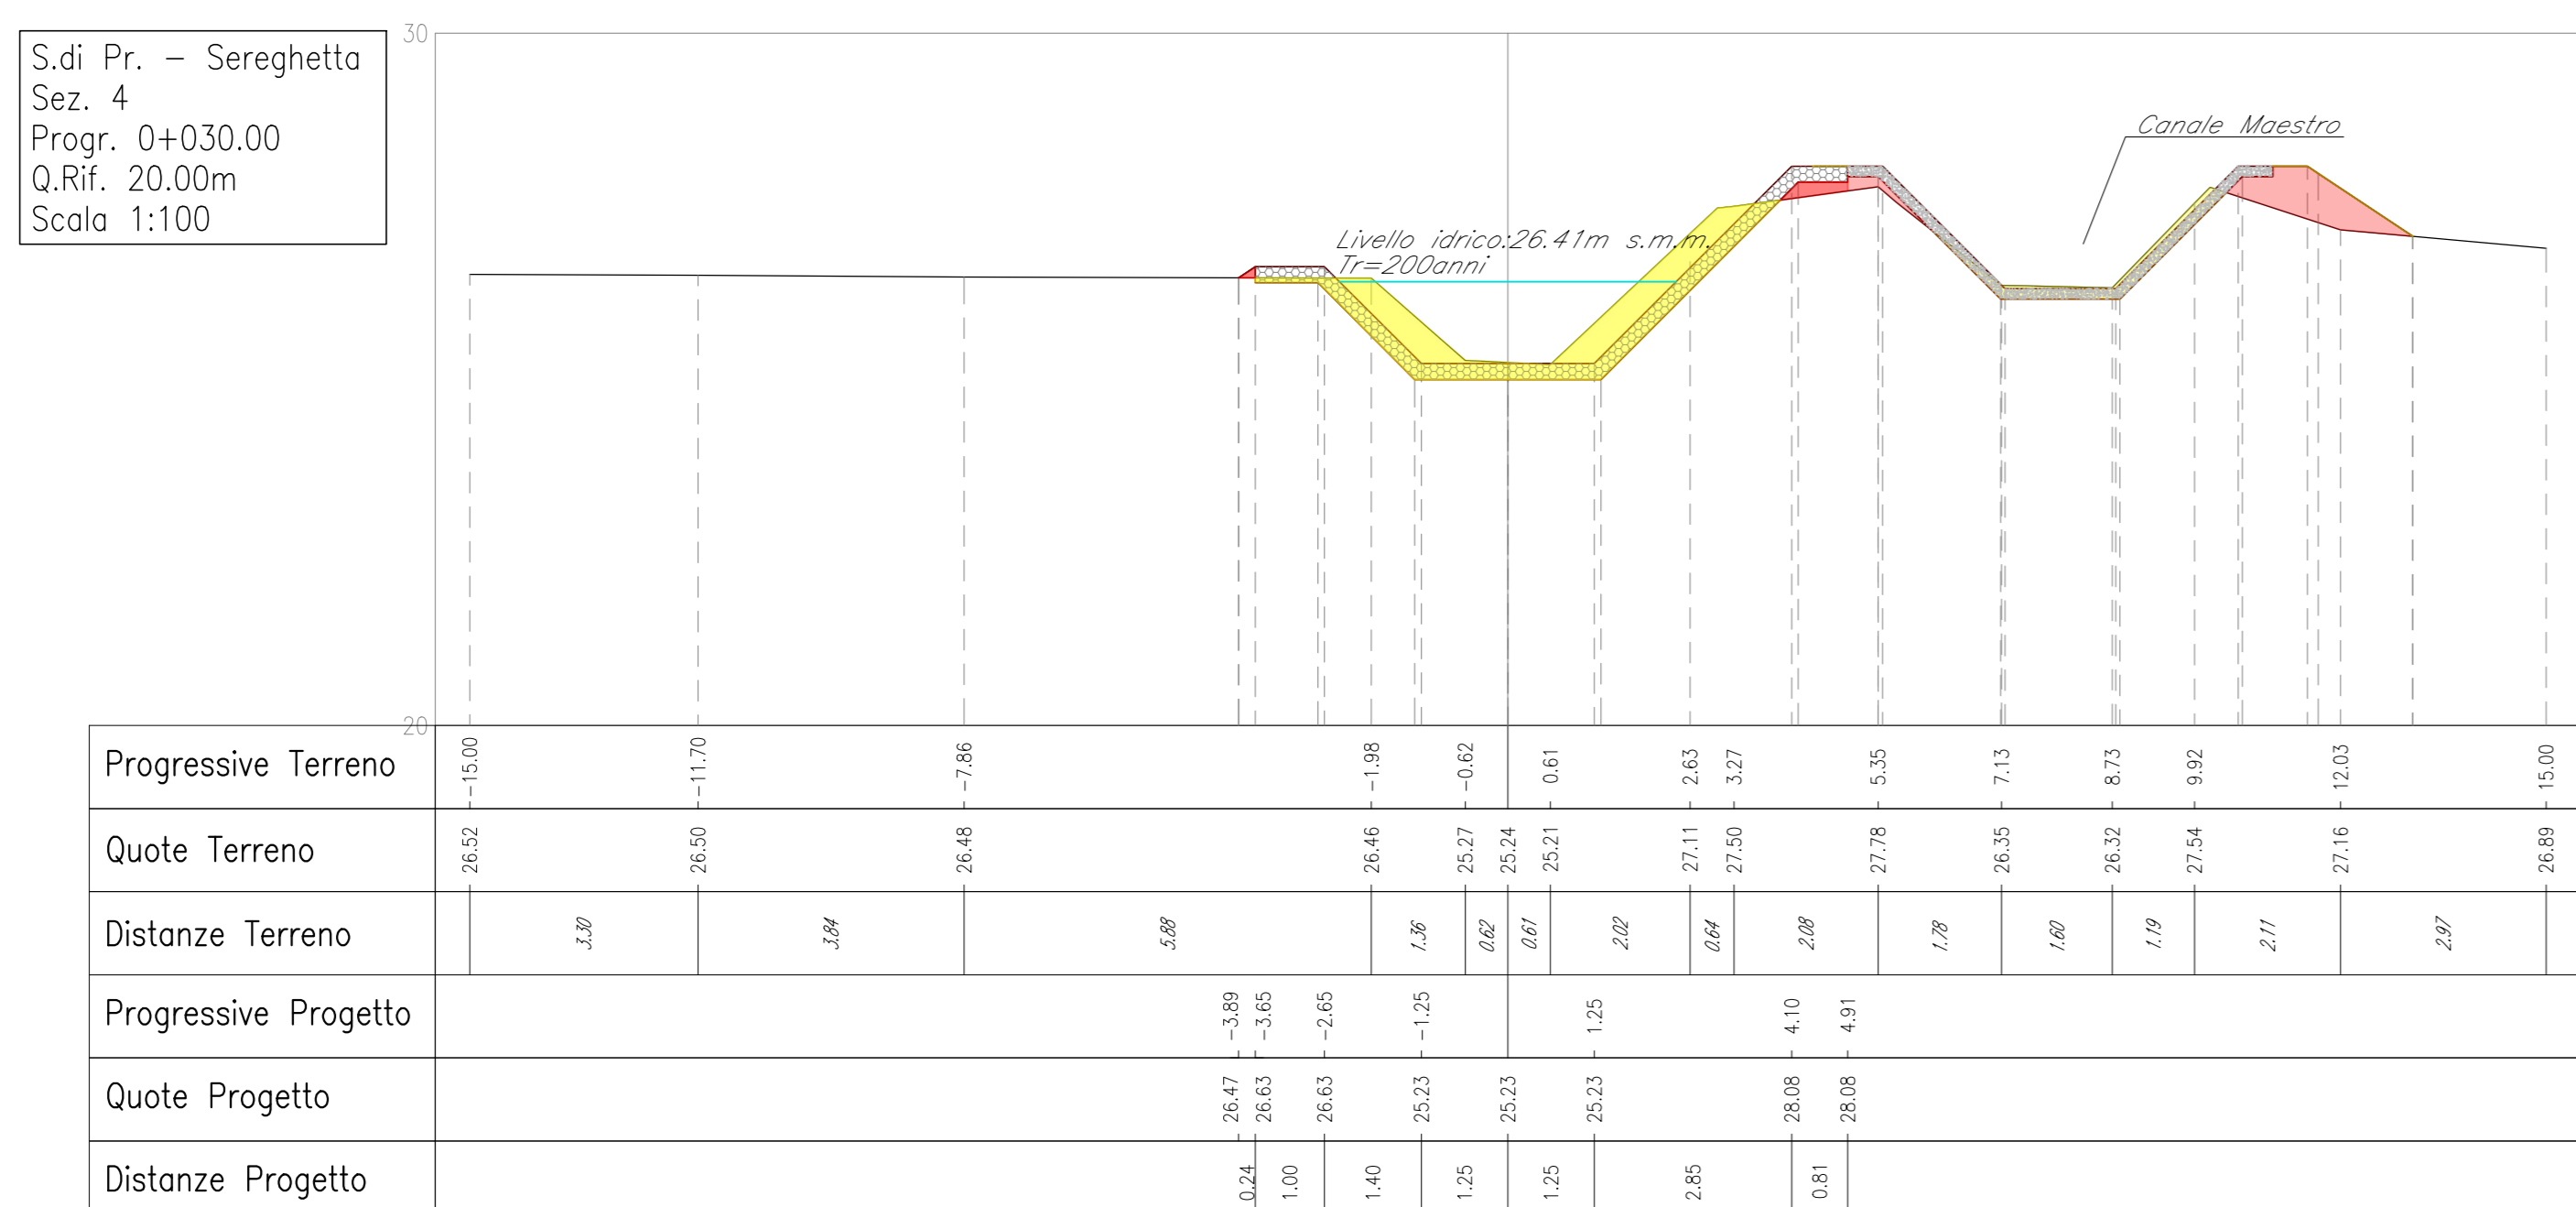 S.di Pr. - Sereghetta
Sez. 4
Progr. 0+030.00
Q.Rif. 20.00m
Scala 1:100
30
Canale Maestro
Livello idrico:26.41m s.m.m.
Tr=200anni
20
Progressive Terreno -15.00 -11.70 -7.86 -1.98 -0.62 0.61 2.63 3.27 5.35 7.13 8.73 9.92 12.03 15.00
Quote Terreno 26.52 26.50 26.48 26.46 25.27 25.24 25.21 27.11 27.50 27.78 26.35 26.32 27.54 27.16 26.89
Distanze Terreno 3.30 3.84 5.88 1.36 0.62 0.61 2.02 0.64 2.08 1.78 1.60 1.19 2.11 2.97
Progressive Progetto -3.89 -3.65 -2.65 -1.25 1.25 4.10 4.91
Quote Progetto 26.47 26.63 26.63 25.23 25.23 25.23 28.08 28.08
Distanze Progetto 0.24 1.00 1.40 1.25 1.25 2.85 0.81